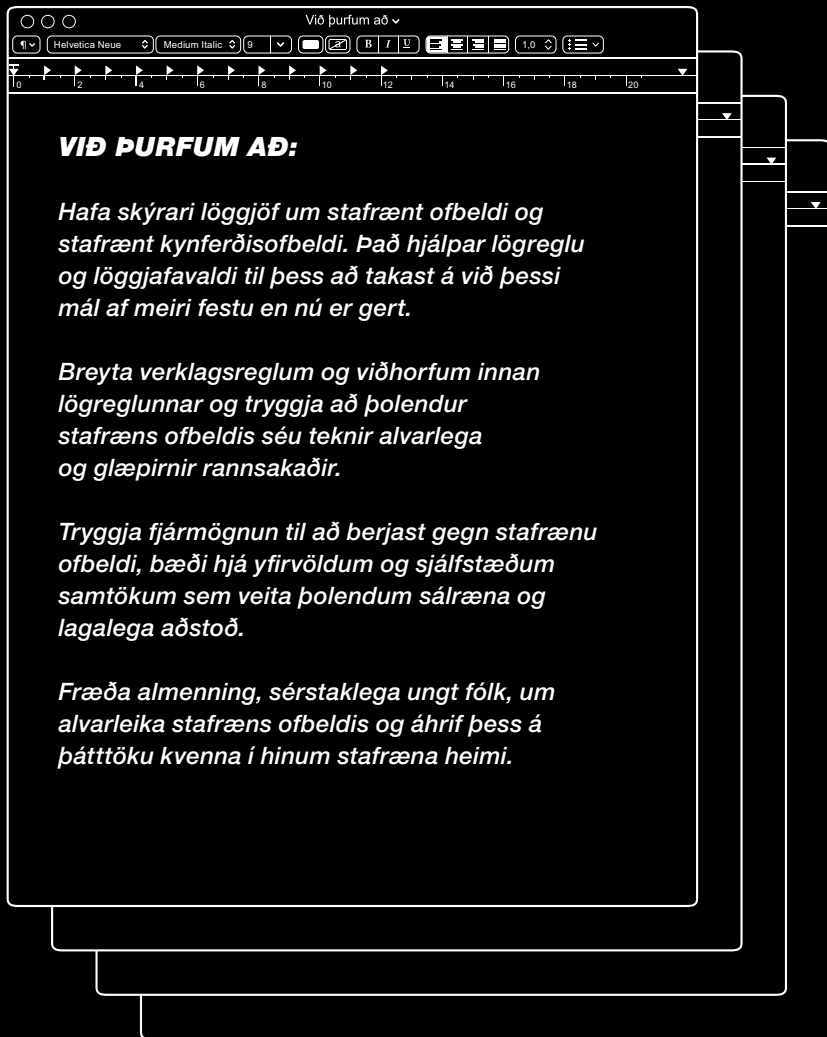 Við þurfum að
¶ Helvetica Neue Medium Italic 9 a B I U 1,0
0 2 4 6 8 10 12 14 16 18 20
VIÐ ÞURFUM AÐ:
Hafa skýrari löggjöf um stafrænt ofbeldi og
stafrænt kynferðisofbeldi. Það hjálpar lögreglu
og löggjafavaldi til þess að takast á við þessi
mál af meiri festu en nú er gert.
Breyta verklagsreglum og viðhorfum innan
lögreglunnar og tryggja að þolendur
stafræns ofbeldis séu teknir alvarlega
og glæpirnir rannsakaðir.
Tryggja fjármögnun til að berjast gegn stafrænu
ofbeldi, bæði hjá yfirvöldum og sjálfstæðum
samtökum sem veita þolendum sálræna og
lagalega aðstoð.
Fræða almenning, sérstaklega ungt fólk, um
alvarleika stafræns ofbeldis og áhrif þess á
þátttöku kvenna í hinum stafræna heimi.